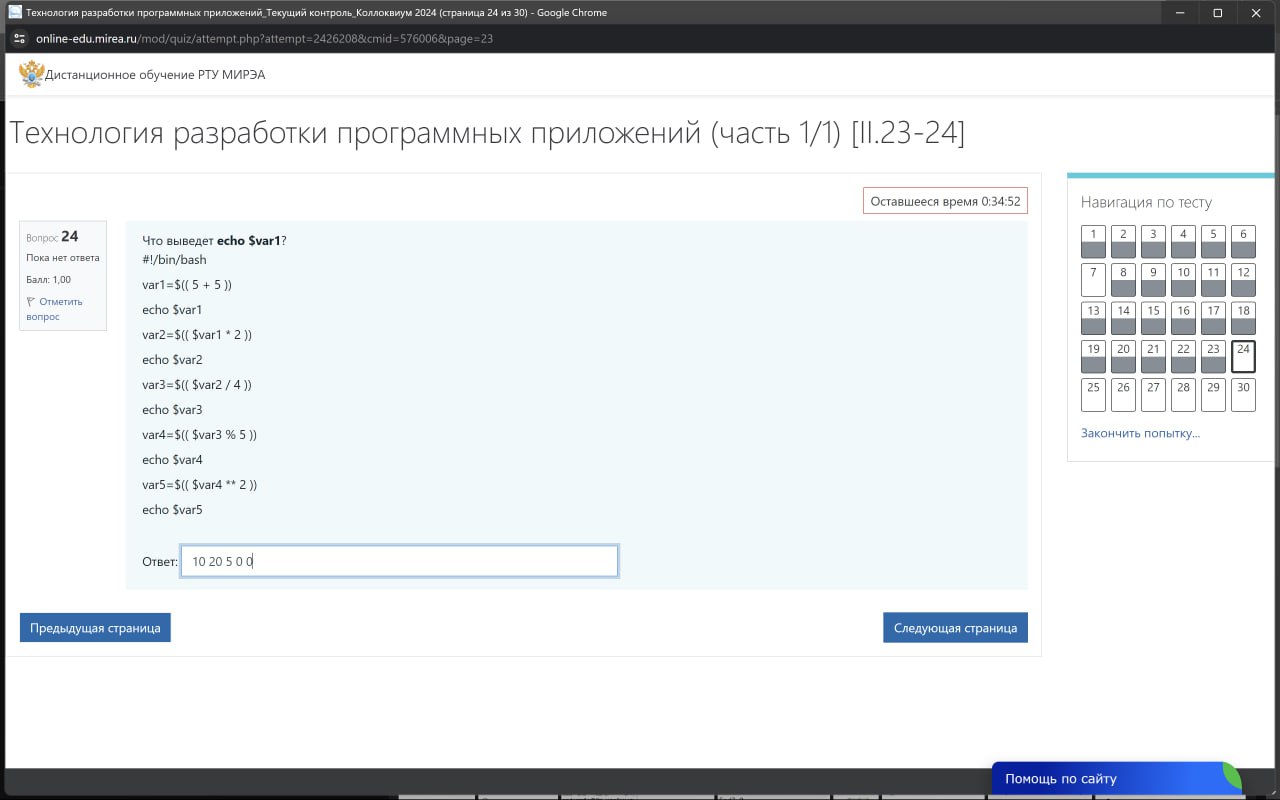 Технология разработки программных приложений_Текущий контроль_Коллоквиум 2024 (страница 24 из 30) - Google Chrome
online-edu.mirea.ru/mod/quiz/attempt.php?attempt=2426208&cmid=576006&page=23
Дистанционное обучение РТУ МИРЭА
Технология разработки программных приложений (часть 1/1) [II.23-24]
Оставшееся время 0:34:52
Вопрос 24
Пока нет ответа
Балл: 1,00
Отметить
вопрос
Что выведет echo $var1?
#!/bin/bash
var1=$(( 5 + 5 ))
echo $var1
var2=$(( $var1 * 2 ))
echo $var2
var3=$(( $var2 / 4 ))
echo $var3
var4=$(( $var3 % 5 ))
echo $var4
var5=$(( $var4 ** 2 ))
echo $var5
Ответ: 10 20 5 0 0
Предыдущая страница
Следующая страница
Навигация по тесту
1 2 3 4 5 6
7 8 9 10 11 12
13 14 15 16 17 18
19 20 21 22 23 24
25 26 27 28 29 30
Закончить попытку...
Помощь по сайту